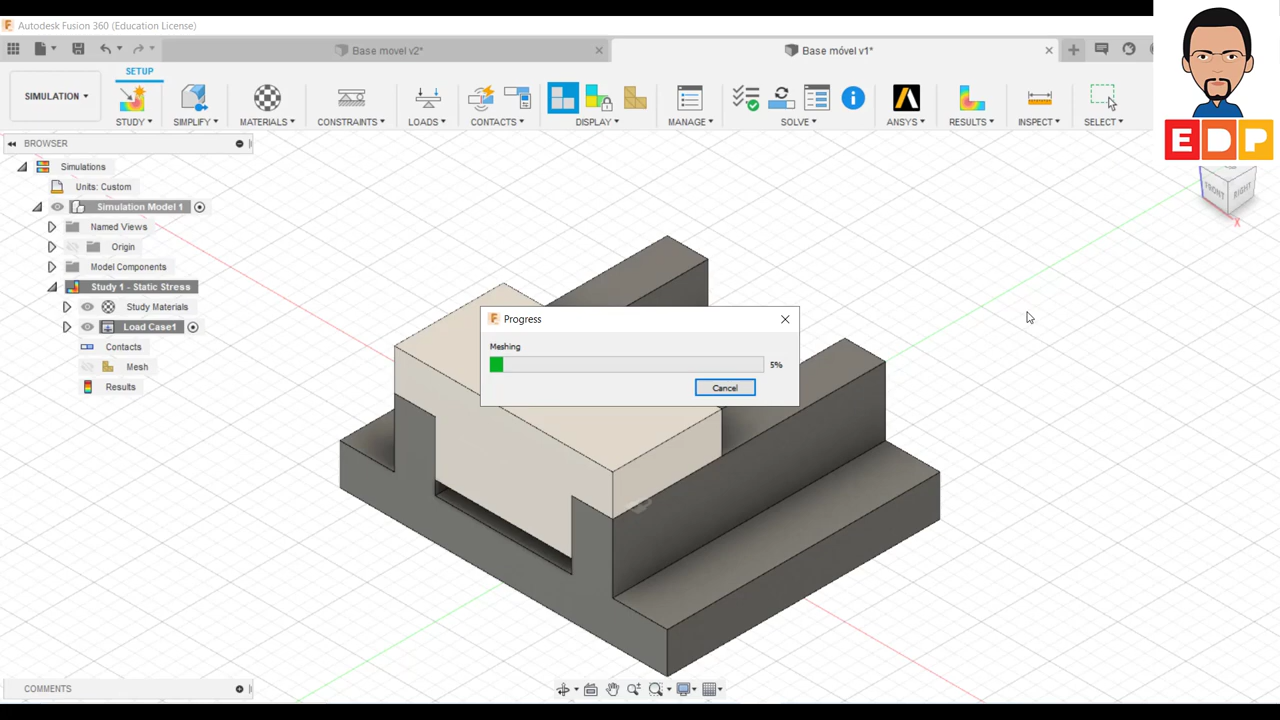 Autodesk Fusion 360 (Education License)
Base movel v2*
Base móvel v1*
SETUP
SIMULATION
STUDY
SIMPLIFY
MATERIALS
CONSTRAINTS
LOADS
CONTACTS
DISPLAY
MANAGE
SOLVE
ANSYS
RESULTS
INSPECT
SELECT
EDP
BROWSER
Simulations
Units: Custom
Simulation Model 1
Named Views
Origin
Model Components
Study 1 - Static Stress
Study Materials
Load Case1
Contacts
Mesh
Results
FRONT
RIGHT
X
Progress
Meshing
5%
Cancel
COMMENTS